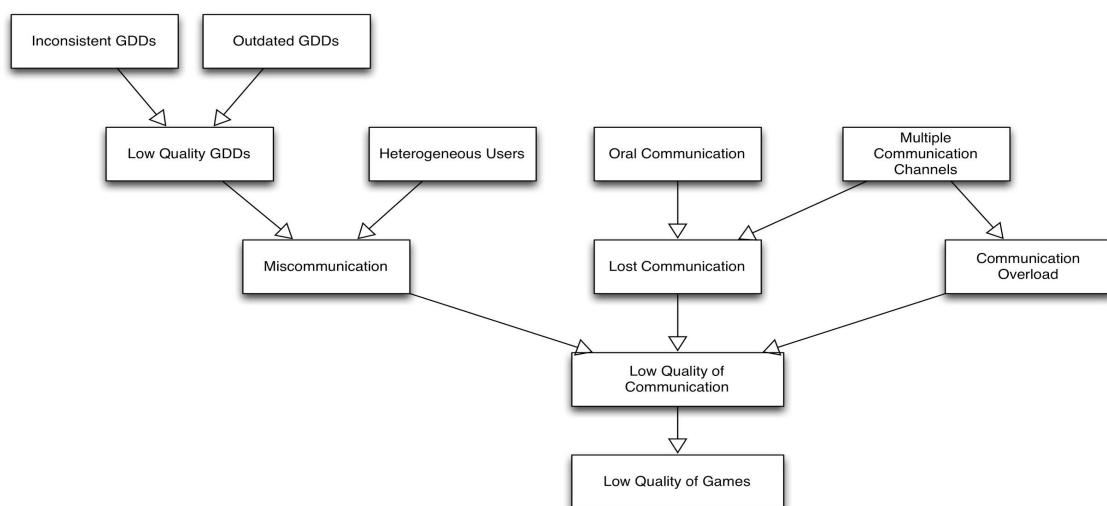 Inconsistent GDDs
Outdated GDDs
Low Quality GDDs
Heterogeneous Users
Oral Communication
Multiple
Communication
Channels
Miscommunication
Lost Communication
Communication
Overload
Low Quality of
Communication
Low Quality of Games